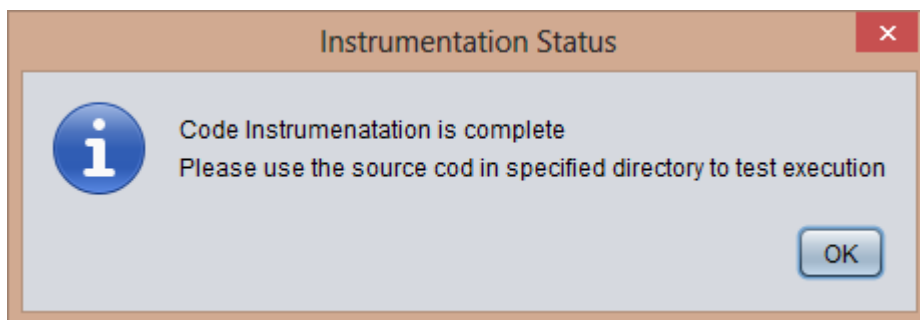 Instrumentation Status
Code Instrumenatation is complete
Please use the source cod in specified directory to test execution
OK